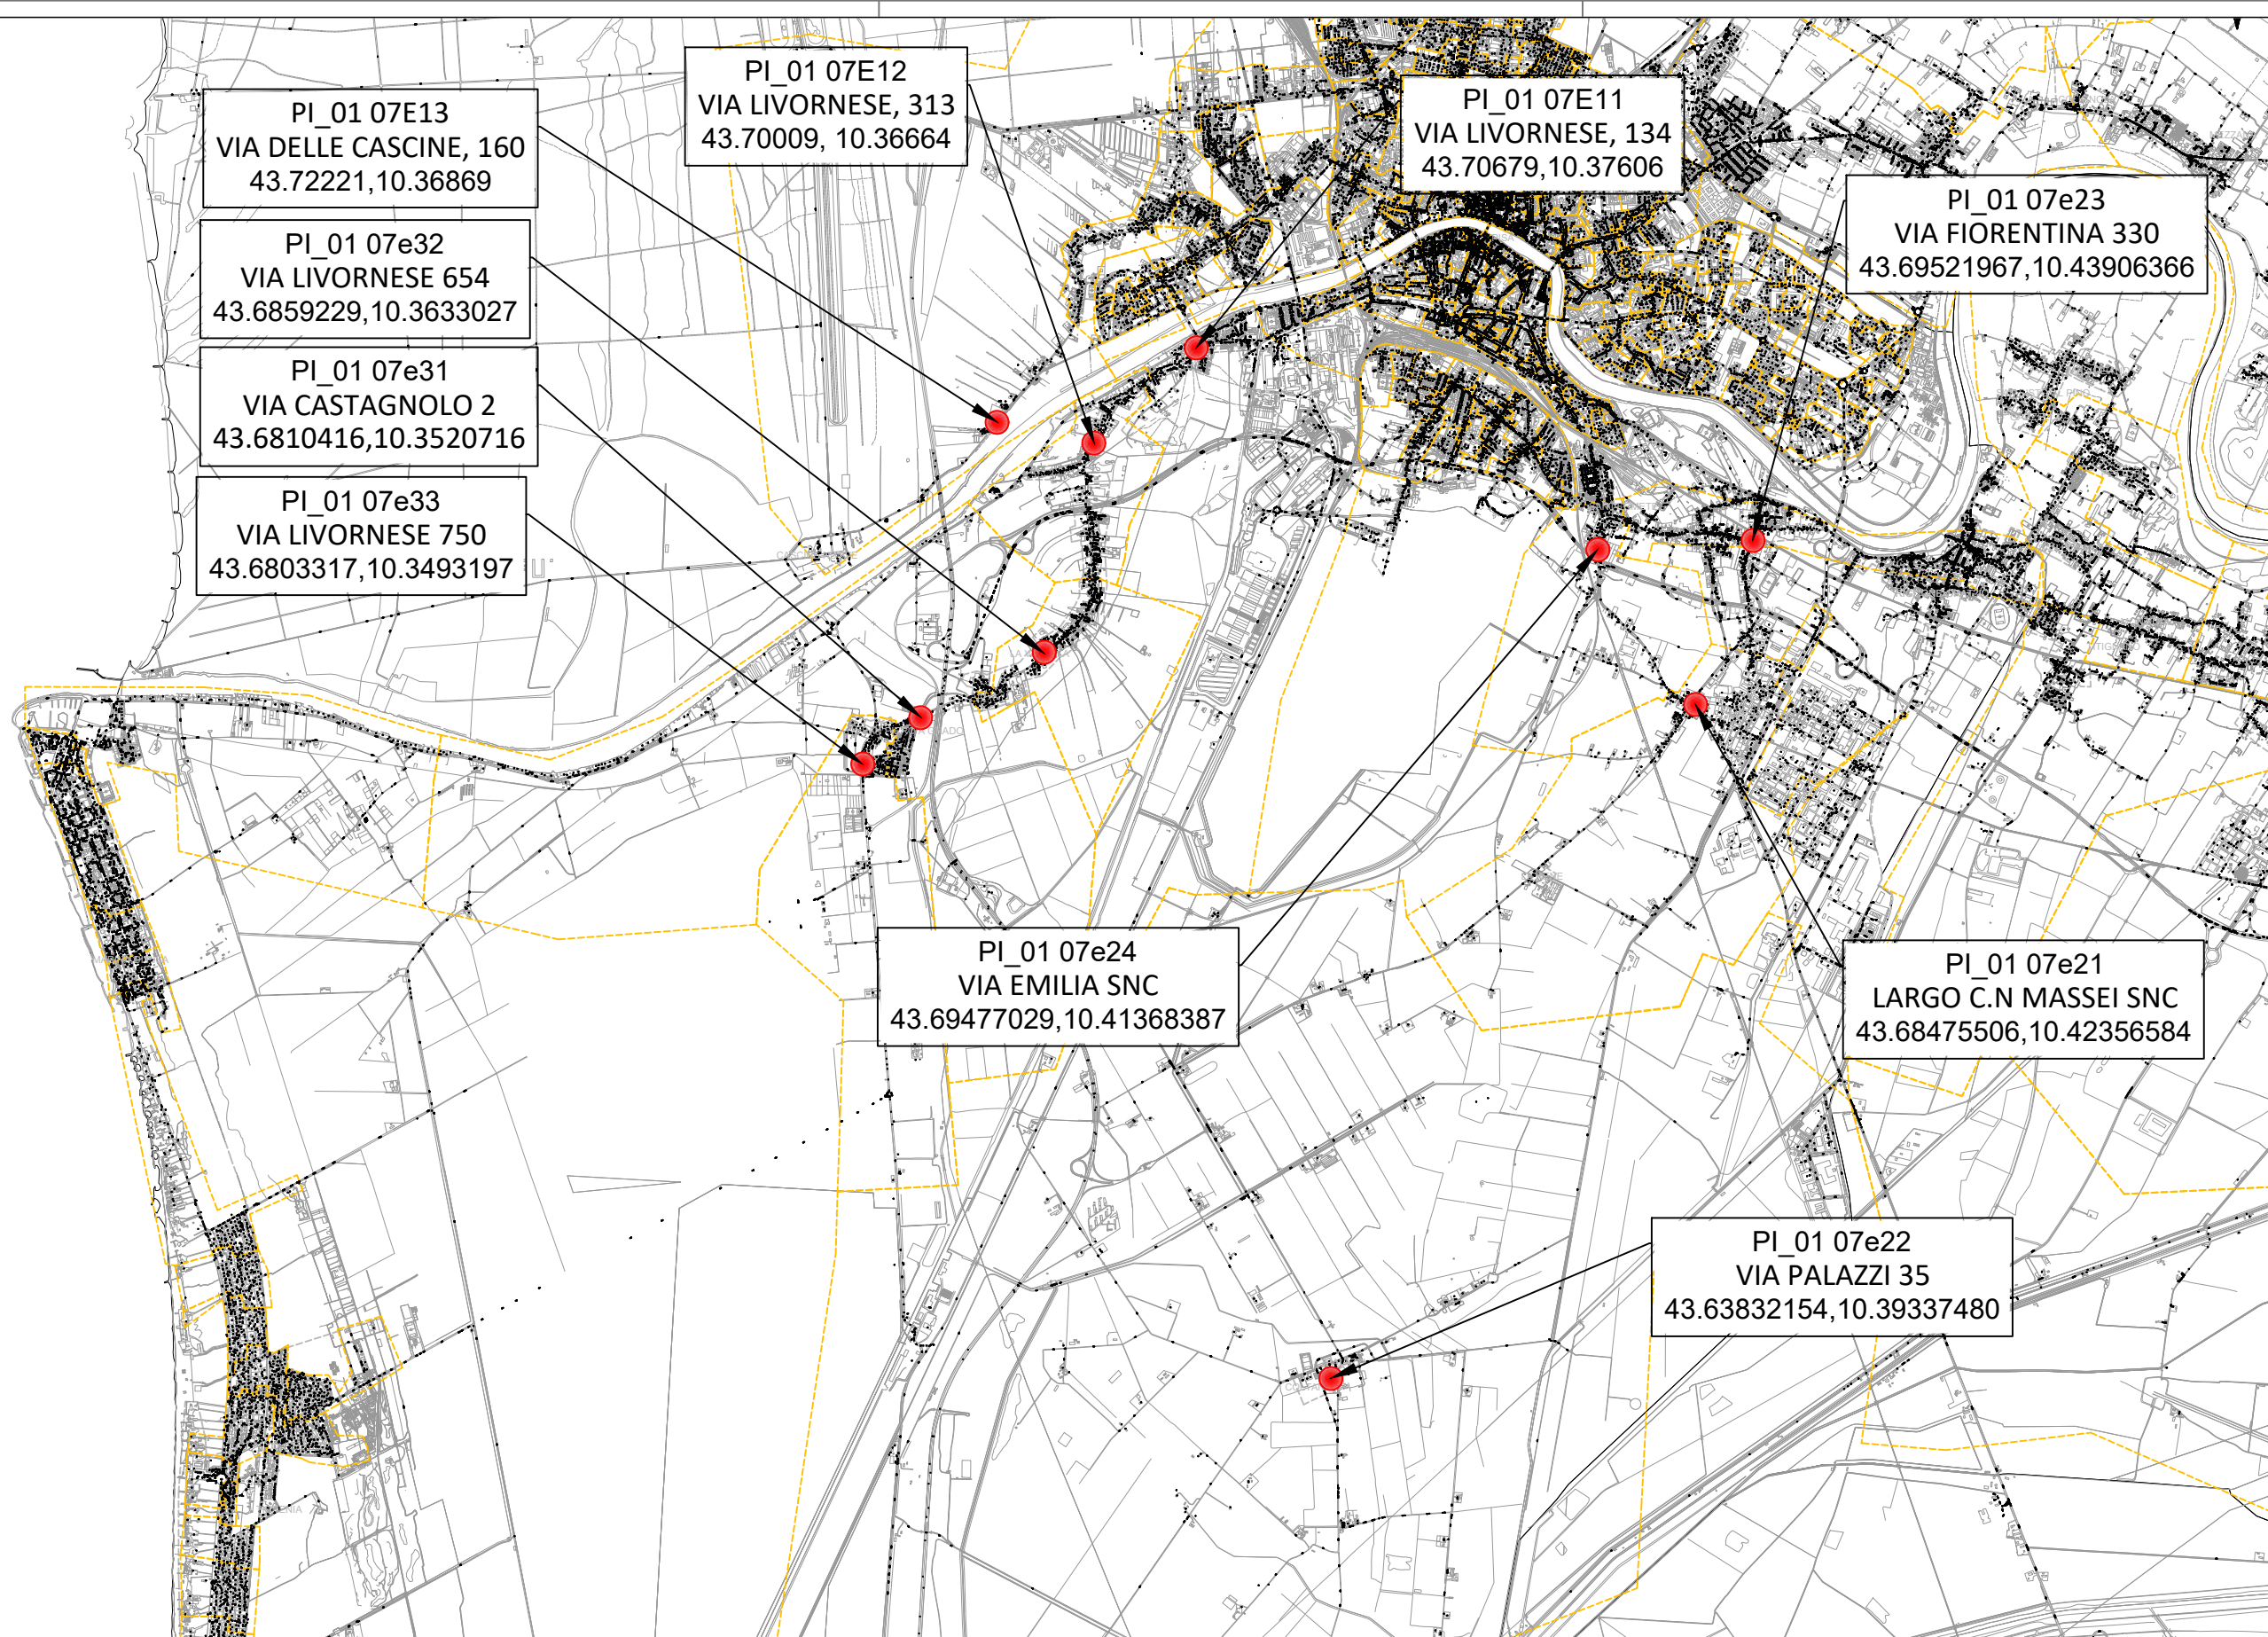 PI_01 07E13
VIA DELLE CASCINE, 160
43.72221,10.36869
PI_01 07E12
VIA LIVORNESE, 313
43.70009, 10.36664
PI_01 07E11
VIA LIVORNESE, 134
43.70679,10.37606
PI_01 07e23
VIA FIORENTINA 330
43.69521967,10.43906366
PI_01 07e32
VIA LIVORNESE 654
43.6859229,10.3633027
PI_01 07e31
VIA CASTAGNOLO 2
43.6810416,10.3520716
PI_01 07e33
VIA LIVORNESE 750
43.6803317,10.3493197
PI_01 07e24
VIA EMILIA SNC
43.69477029,10.41368387
PI_01 07e21
LARGO C.N MASSEI SNC
43.68475506,10.42356584
PI_01 07e22
VIA PALAZZI 35
43.63832154,10.39337480